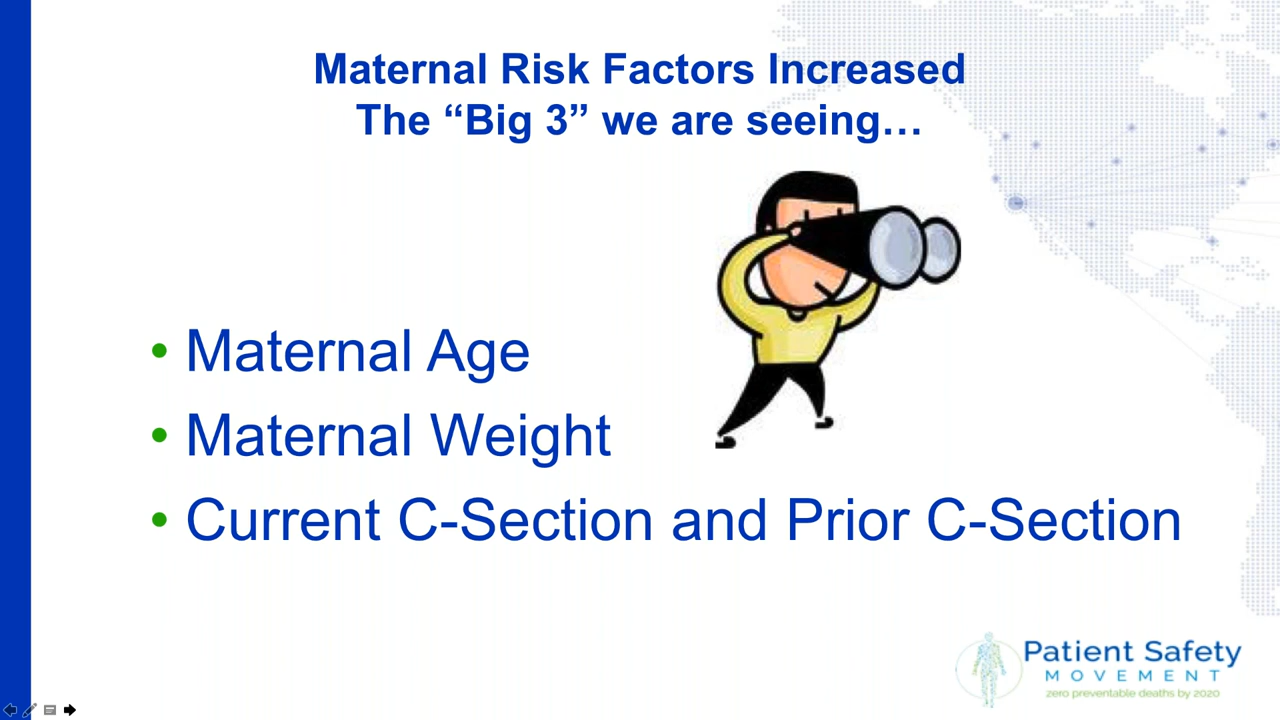 Maternal Risk Factors Increased
The “Big 3” we are seeing…
• Maternal Age
• Maternal Weight
• Current C-Section and Prior C-Section
Patient Safety
MOVEMENT
zero preventable deaths by 2020